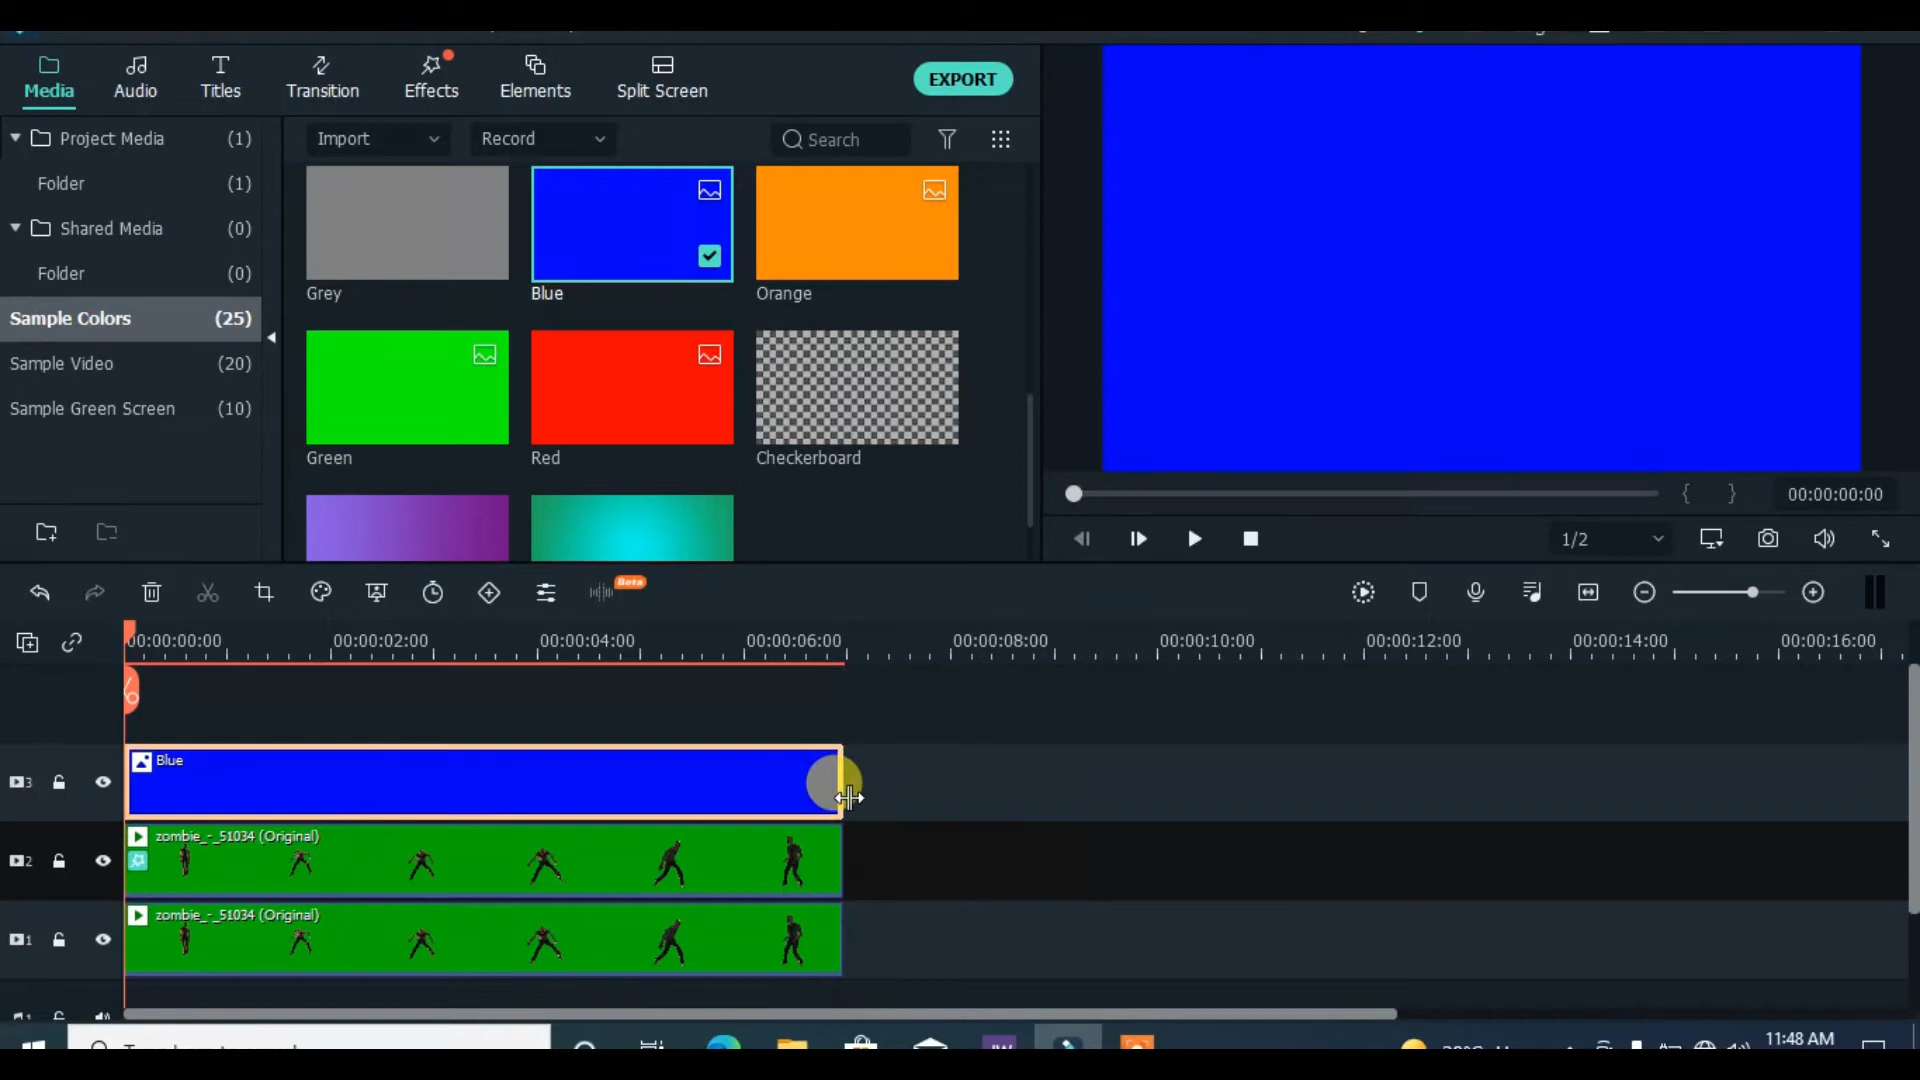 Media
Audio
Titles
Transition
Effects
Elements
Split Screen
EXPORT
Project Media (1)
Folder (1)
Shared Media (0)
Folder (0)
Sample Colors (25)
Sample Video (20)
Sample Green Screen (10)
Import
Record
Search
Grey
Blue
Orange
Green
Red
Checkerboard
00:00:00:00
1/2
Beta
00:00:00:00
00:00:02:00
00:00:04:00
00:00:06:00
00:00:08:00
00:00:10:00
00:00:12:00
00:00:14:00
00:00:16:00
3
Blue
2
zombie_-_51034 (Original)
1
zombie_-_51034 (Original)
11:48 AM